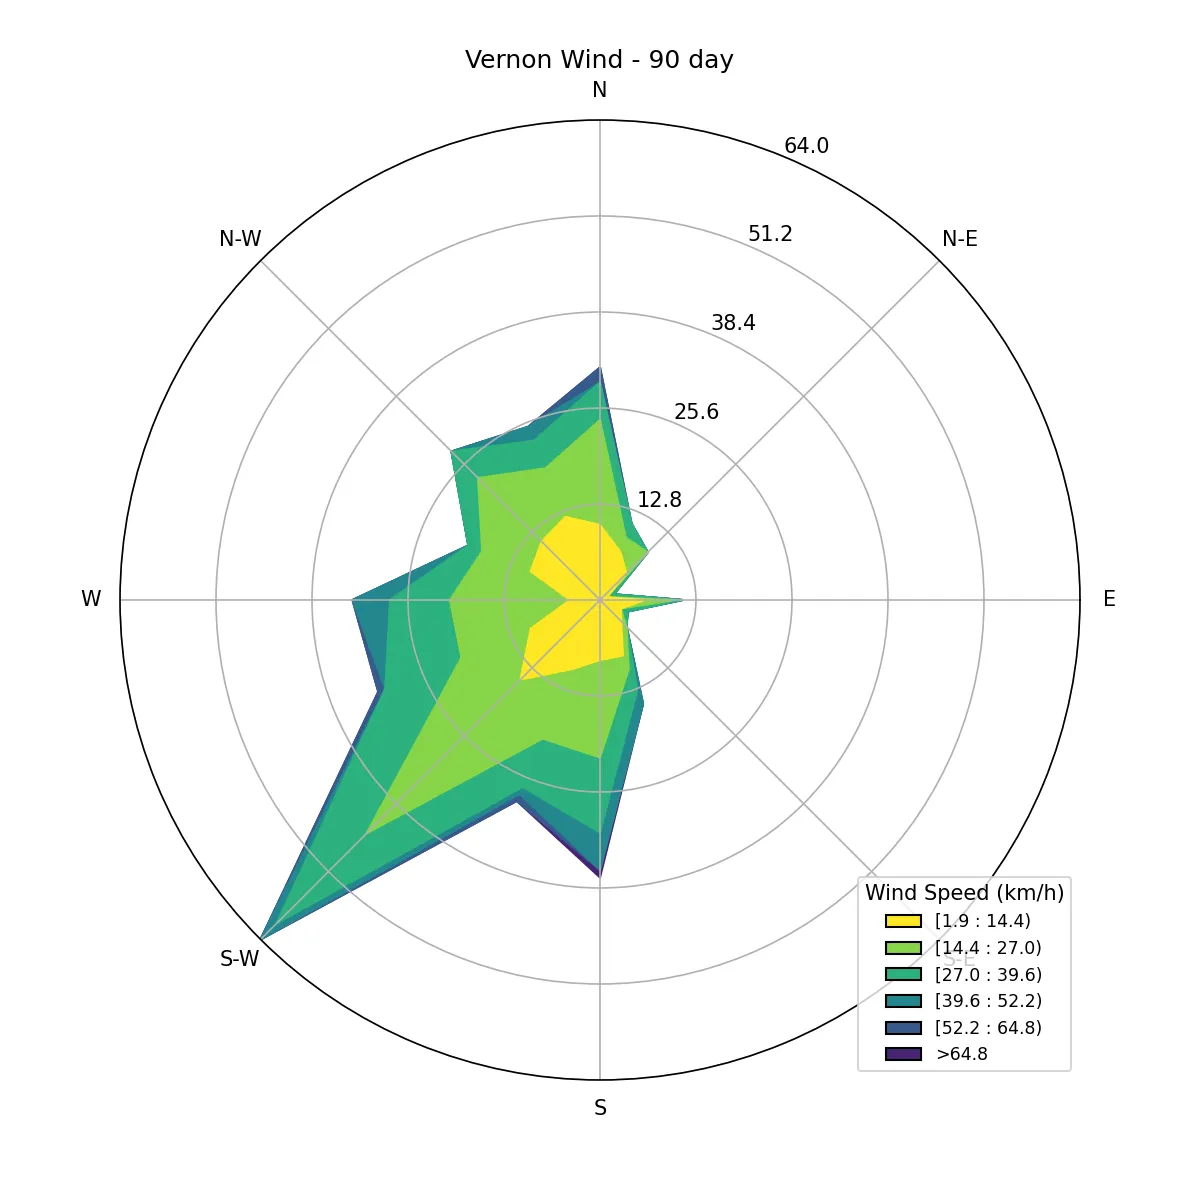 Vernon Wind - 90 day
N
64.0
N-W
51.2
N-E
38.4
25.6
12.8
W
E
S-W
S-E
S
Wind Speed (km/h)
[1.9 : 14.4)
[14.4 : 27.0)
[27.0 : 39.6)
[39.6 : 52.2)
[52.2 : 64.8)
>64.8